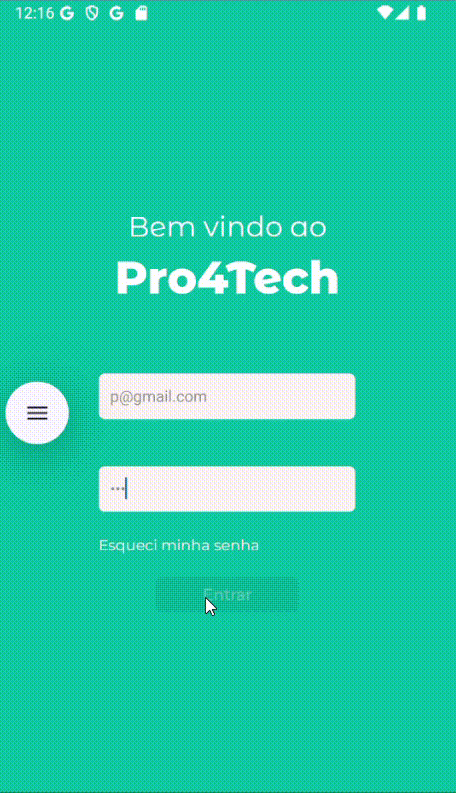 12:16
Bem vindo ao
Pro4Tech
p@gmail.com
•••
Esqueci minha senha
Entrar